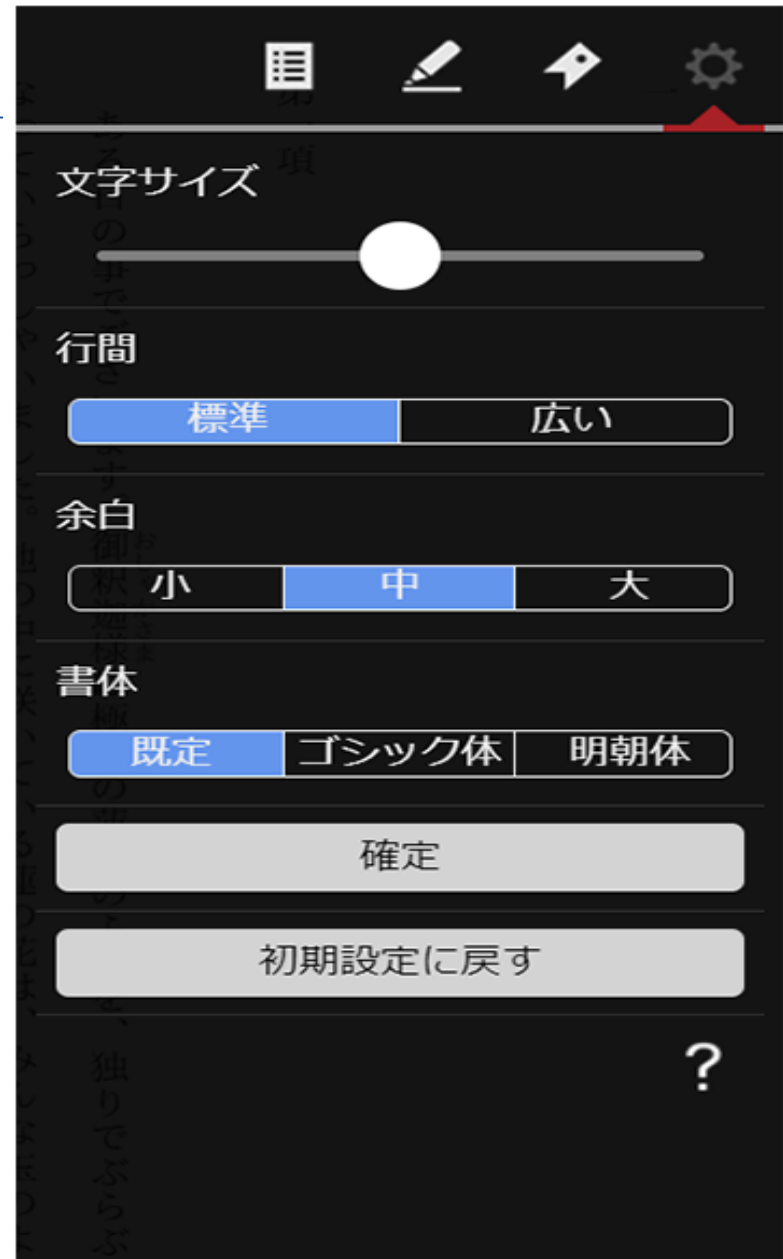 文字サイズ
行間
標準 広い
余白
小 中 大
書体
既定 ゴシック体 明朝体
確定
初期設定に戻す
?